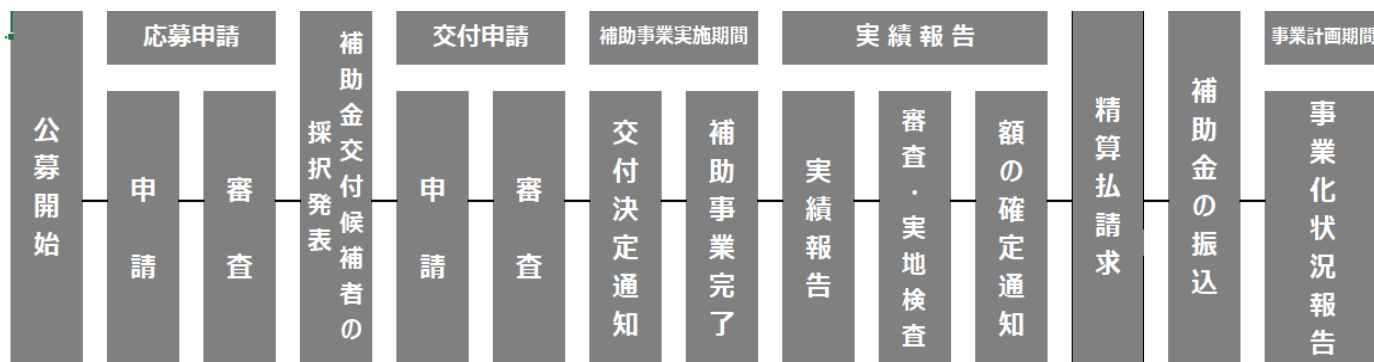 公募開始
応募申請
申請
審査
補助金交付候補者の
採択発表
交付申請
申請
審査
補助事業実施期間
交付決定通知
補助事業完了
実績報告
実績報告
審査・実地検査
額の確定通知
精算払請求
補助金の振込
事業計画期間
事業化状況報告